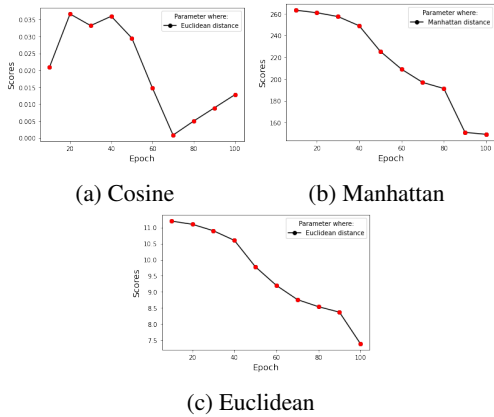 Parameter where:
Euclidean distance
Scores
0.035
0.030
0.025
0.020
0.015
0.010
0.005
0.000
20 40 60 80 100
Epoch
(a) Cosine
Parameter where:
Manhattan distance
Scores
260
240
220
200
180
160
20 40 60 80 100
Epoch
(b) Manhattan
Parameter where:
Euclidean distance
Scores
11.0
10.5
10.0
9.5
9.0
8.5
8.0
7.5
20 40 60 80 100
Epoch
(c) Euclidean